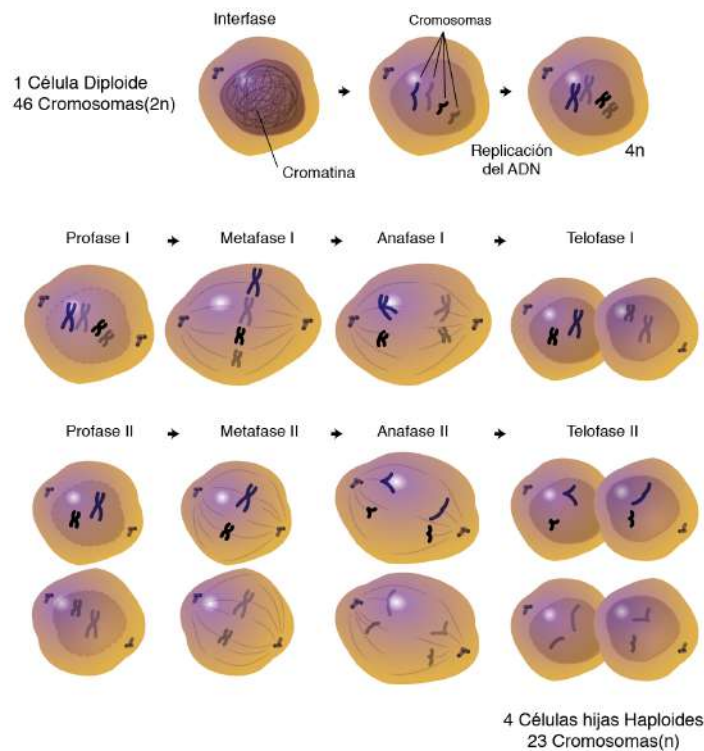 Interfase
Cromosomas
1 Célula Diploide
46 Cromosomas(2n)
Cromatina
Replicación
del ADN
4n
Profase I
Metafase I
Anafase I
Telofase I
Profase II
Metafase II
Anafase II
Telofase II
4 Células hijas Haploides
23 Cromosomas(n)